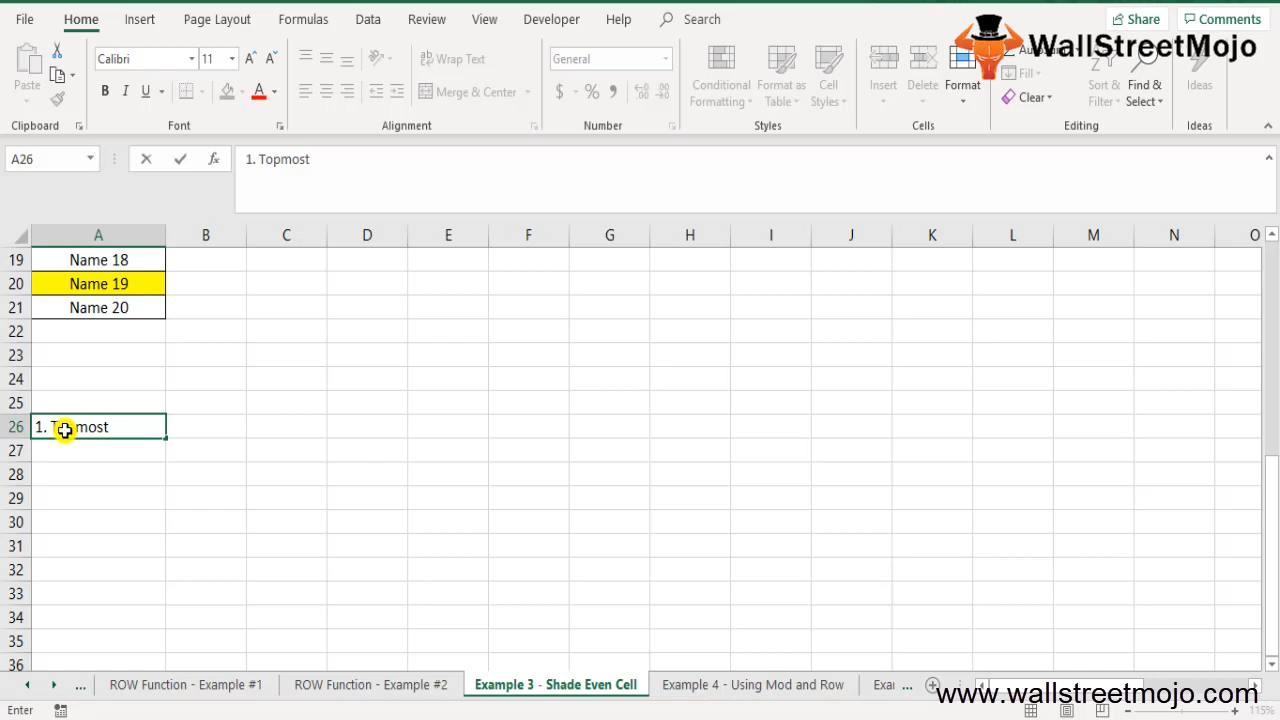 File Home Insert Page Layout Formulas Data Review View Developer Help Search Share Comments
WallStreetMojo
Paste
Calibri 11
B I U A
Wrap Text
Merge & Center
General
$ % ,
Conditional Formatting
Format as Table
Cell Styles
Insert Delete Format
Fill
Clear
Sort & Filter
Find & Select
Ideas
Clipboard Font Alignment Number Styles Cells Editing Ideas
A26 fx 1. Topmost
A B C D E F G H I J K L M N O
19 Name 18
20 Name 19
21 Name 20
22
23
24
25
26 1. Topmost
27
28
29
30
31
32
33
34
35
36
... ROW Function - Example #1 ROW Function - Example #2 Example 3 - Shade Even Cell Example 4 - Using Mod and Row Exa ...
www.wallstreetmojo.com
Enter 115%